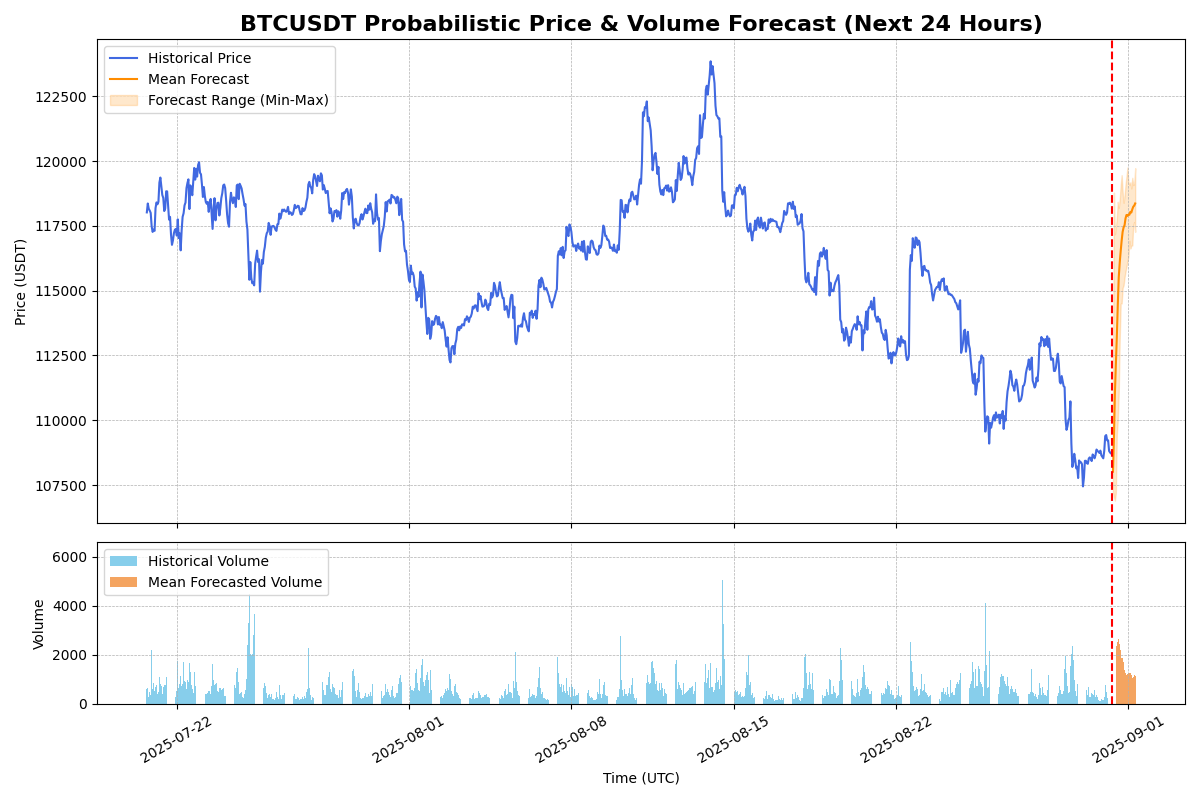 BTCUSDT Probabilistic Price & Volume Forecast (Next 24 Hours)
Historical Price
Mean Forecast
Forecast Range (Min-Max)
122500
120000
117500
115000
112500
110000
107500
Price (USDT)
Historical Volume
Mean Forecasted Volume
6000
4000
2000
0
Volume
2025-07-22
2025-08-01
2025-08-08
2025-08-15
2025-08-22
2025-09-01
Time (UTC)